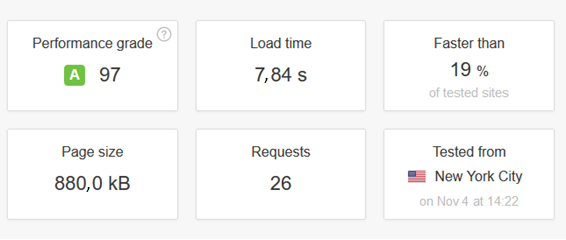 Performance grade ?
A 97
Load time
7,84 s
Faster than
19 %
of tested sites
Page size
880,0 kB
Requests
26
Tested from
New York City
on Nov 4 at 14:22